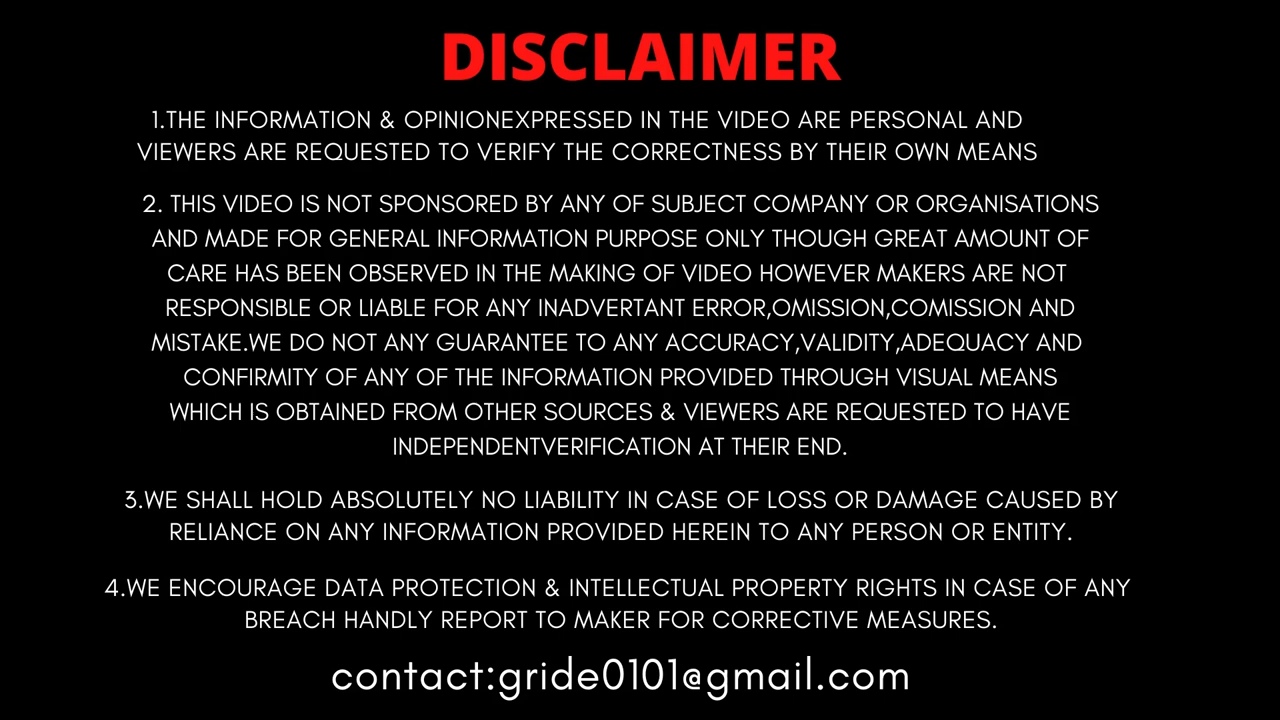 DISCLAIMER
1.THE INFORMATION & OPINIONEXPRESSED IN THE VIDEO ARE PERSONAL AND
VIEWERS ARE REQUESTED TO VERIFY THE CORRECTNESS BY THEIR OWN MEANS
2. THIS VIDEO IS NOT SPONSORED BY ANY OF SUBJECT COMPANY OR ORGANISATIONS
AND MADE FOR GENERAL INFORMATION PURPOSE ONLY THOUGH GREAT AMOUNT OF
CARE HAS BEEN OBSERVED IN THE MAKING OF VIDEO HOWEVER MAKERS ARE NOT
RESPONSIBLE OR LIABLE FOR ANY INADVERTANT ERROR,OMISSION,COMISSION AND
MISTAKE.WE DO NOT ANY GUARANTEE TO ANY ACCURACY,VALIDITY,ADEQUACY AND
CONFIRMITY OF ANY OF THE INFORMATION PROVIDED THROUGH VISUAL MEANS
WHICH IS OBTAINED FROM OTHER SOURCES & VIEWERS ARE REQUESTED TO HAVE
INDEPENDENTVERIFICATION AT THEIR END.
3.WE SHALL HOLD ABSOLUTELY NO LIABILITY IN CASE OF LOSS OR DAMAGE CAUSED BY
RELIANCE ON ANY INFORMATION PROVIDED HEREIN TO ANY PERSON OR ENTITY.
4.WE ENCOURAGE DATA PROTECTION & INTELLECTUAL PROPERTY RIGHTS IN CASE OF ANY
BREACH HANDLY REPORT TO MAKER FOR CORRECTIVE MEASURES.
contact:gride0101@gmail.com